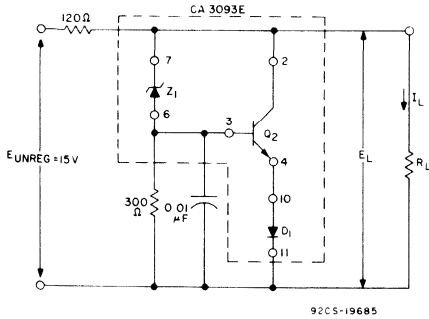 CA 3093E
120Ω
7
2
Z1
6
3
Q2
4
IL
E UNREG = 15V
EL
RL
300
Ω
0.01
μF
10
D1
11
92CS-19685